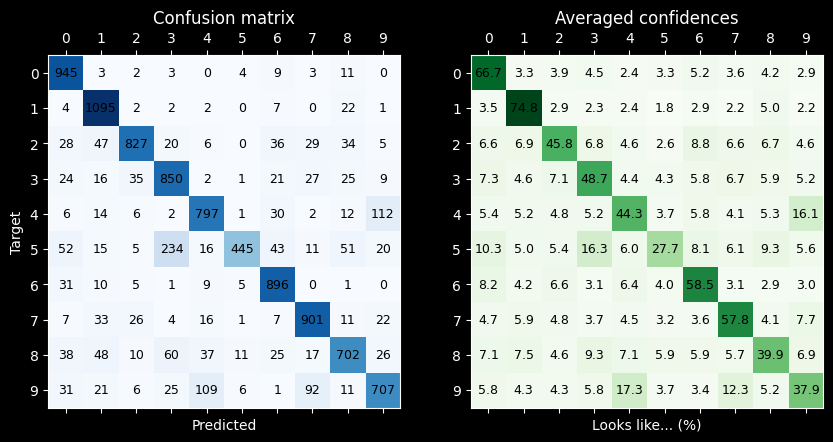 Confusion matrix
0 1 2 3 4 5 6 7 8 9
0 945 3 2 3 0 4 9 3 11 0
1 4 1095 2 2 2 0 7 0 22 1
2 28 47 827 20 6 0 36 29 34 5
3 24 16 35 850 2 1 21 27 25 9
4 6 14 6 2 797 1 30 2 12 112
5 52 15 5 234 16 445 43 11 51 20
6 31 10 5 1 9 5 896 0 1 0
7 7 33 26 4 16 1 7 901 11 22
8 38 48 10 60 37 11 25 17 702 26
9 31 21 6 25 109 6 1 92 11 707
Target
Predicted
Averaged confidences
0 1 2 3 4 5 6 7 8 9
0 66.7 3.3 3.9 4.5 2.4 3.3 5.2 3.6 4.2 2.9
1 3.5 74.8 2.9 2.3 2.4 1.8 2.9 2.2 5.0 2.2
2 6.6 6.9 45.8 6.8 4.6 2.6 8.8 6.6 6.7 4.6
3 7.3 4.6 7.1 48.7 4.4 4.3 5.8 6.7 5.9 5.2
4 5.4 5.2 4.8 5.2 44.3 3.7 5.8 4.1 5.3 16.1
5 10.3 5.0 5.4 16.3 6.0 27.7 8.1 6.1 9.3 5.6
6 8.2 4.2 6.6 3.1 6.4 4.0 58.5 3.1 2.9 3.0
7 4.7 5.9 4.8 3.7 4.5 3.2 3.6 57.8 4.1 7.7
8 7.1 7.5 4.6 9.3 7.1 5.9 5.9 5.7 39.9 6.9
9 5.8 4.3 4.3 5.8 17.3 3.7 3.4 12.3 5.2 37.9
Looks like... (%)